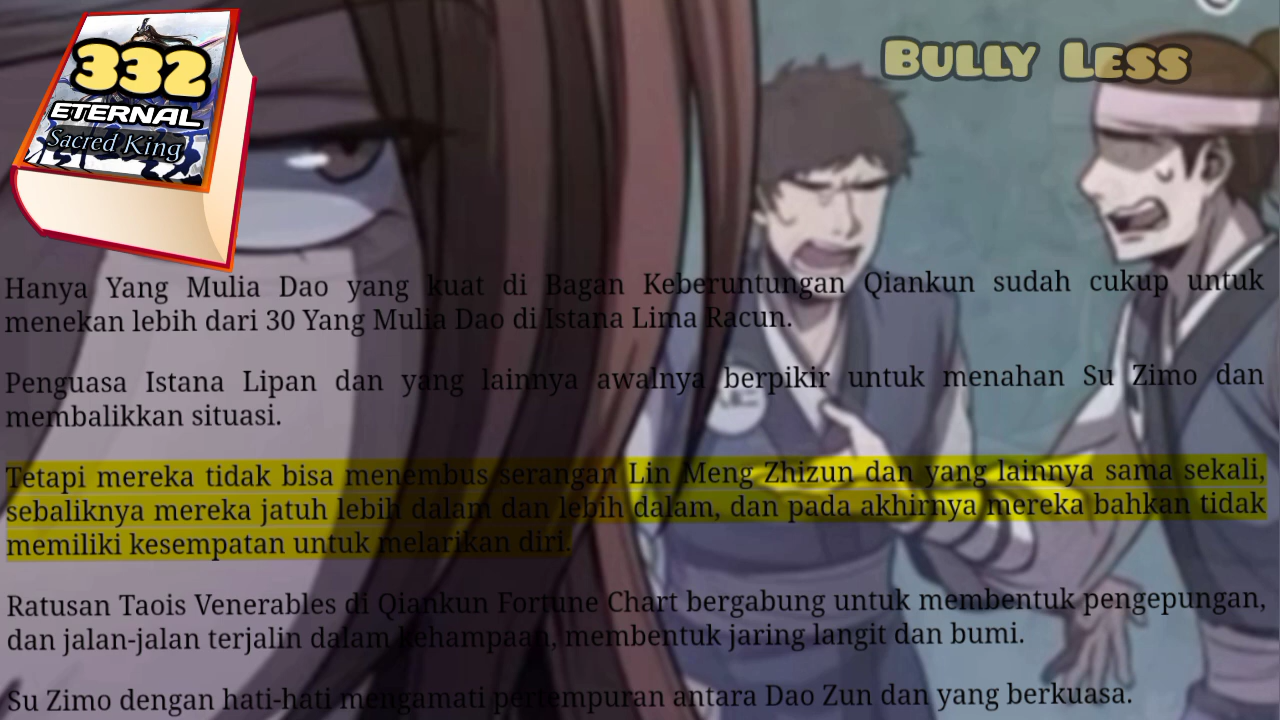 332
ETERNAL
Sacred King
BULLY LESS
Hanya Yang Mulia Dao yang kuat di Bagan Keberuntungan Qiankun sudah cukup untuk
menekan lebih dari 30 Yang Mulia Dao di Istana Lima Racun.
Penguasa Istana Lipan dan yang lainnya awalnya berpikir untuk menahan Su Zimo dan
membalikkan situasi.
Tetapi mereka tidak bisa menembus serangan Lin Meng Zhizun dan yang lainnya sama sekali,
sebaliknya mereka jatuh lebih dalam dan lebih dalam, dan pada akhirnya mereka bahkan tidak
memiliki kesempatan untuk melarikan diri.
Ratusan Taois Venerables di Qiankun Fortune Chart bergabung untuk membentuk pengepungan,
dan jalan-jalan terjalin dalam kehampaan, membentuk jaring langit dan bumi.
Su Zimo dengan hati-hati mengamati pertempuran antara Dao Zun dan yang berkuasa.